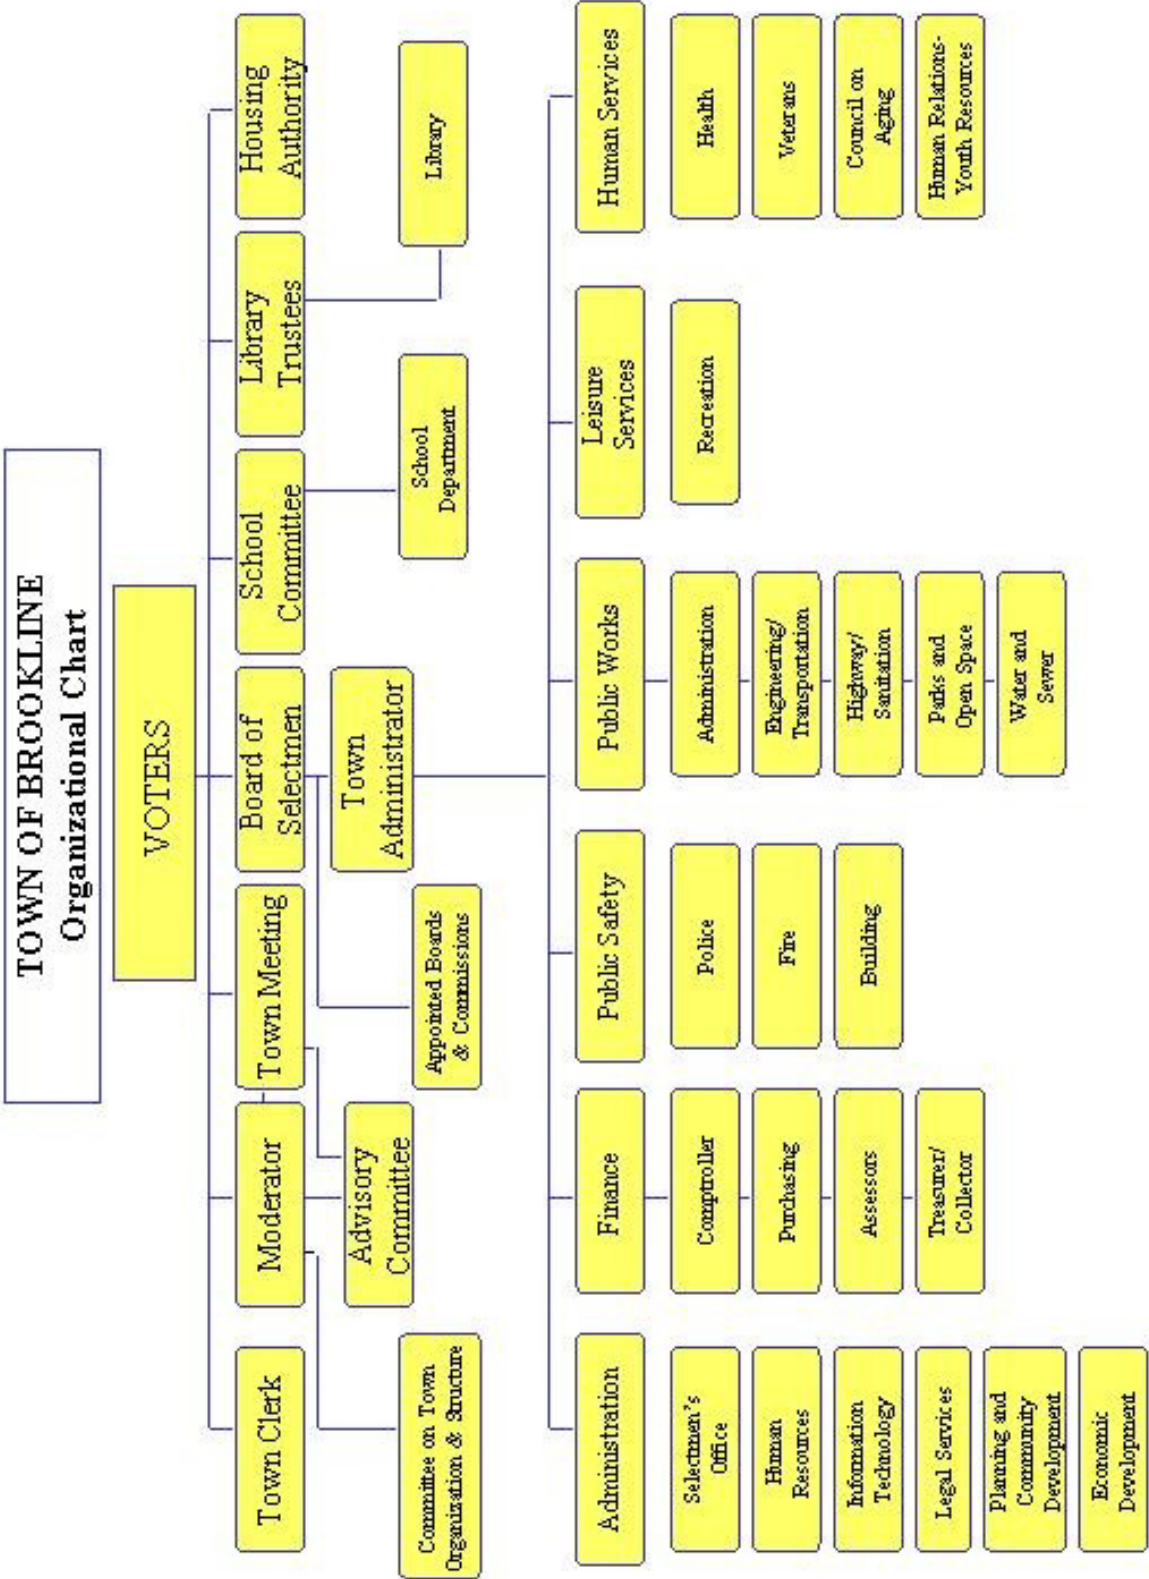 TOWN OF BROOKLINE
Organizational Chart
VOTERS
Town Clerk
Moderator
Town Meeting
Board of
Selectmen
School
Committee
Library
Trustees
Housing
Authority
Town
Administrator
Advisory
Committee
Committee on Town
Organization & Structure
Appointed Boards
& Commissions
School
Department
Library
Administration
Selectmen's
Office
Human
Resources
Information
Technology
Legal Services
Planning and
Community
Development
Economic
Development
Finance
Comptroller
Purchasing
Assessors
Treasurer/
Collector
Public Safety
Police
Fire
Building
Public Works
Administration
Engineering/
Transportation
Highway/
Sanitation
Parks and
Open Space
Water and
Sewer
Leisure
Services
Recreation
Human Services
Health
Veterans
Council on
Aging
Human Relations-
Youth Resources